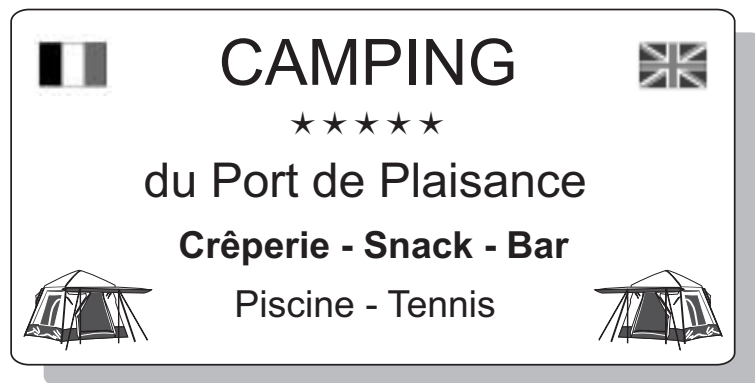 CAMPING
★★★★★
du Port de Plaisance
Crêperie - Snack - Bar
Piscine - Tennis